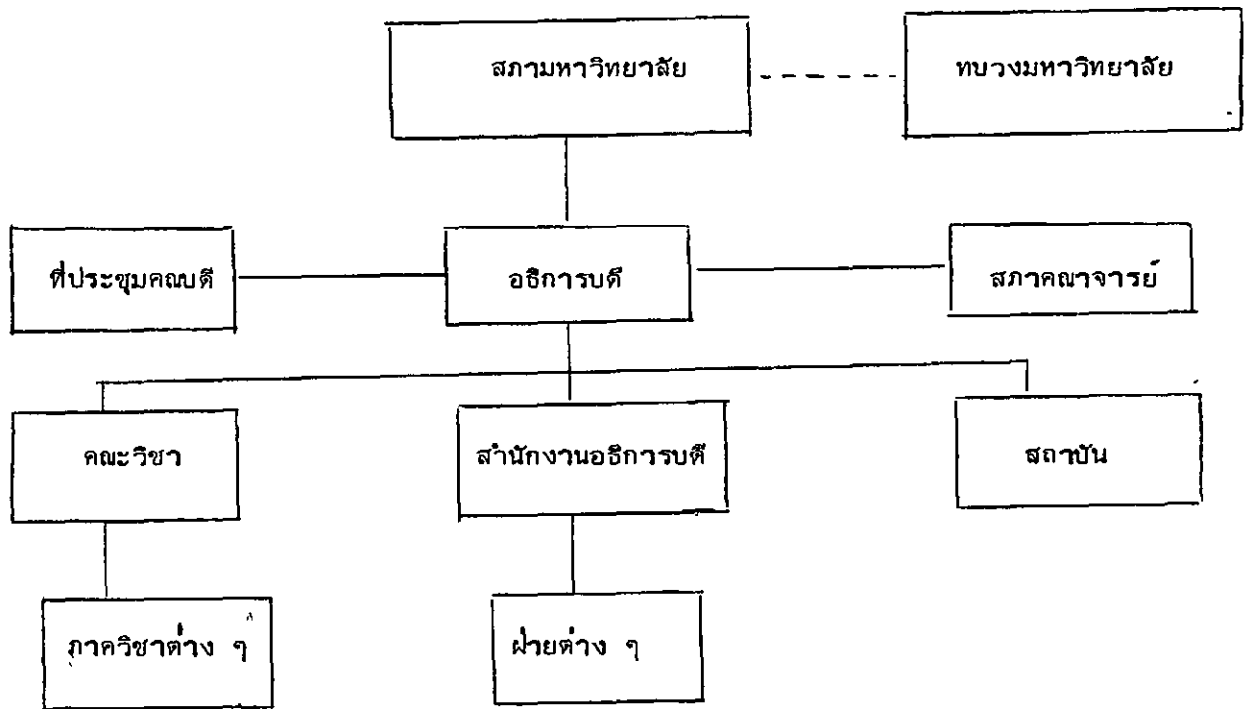 สภามหาวิทยาลัย
ทบวงมหาวิทยาลัย
ที่ประชุมคณบดี
อธิการบดี
สภาคณาจารย์
คณะวิชา
สำนักงานอธิการบดี
สถาบัน
ภาควิชาต่าง ๆ
ฝ่ายต่าง ๆ